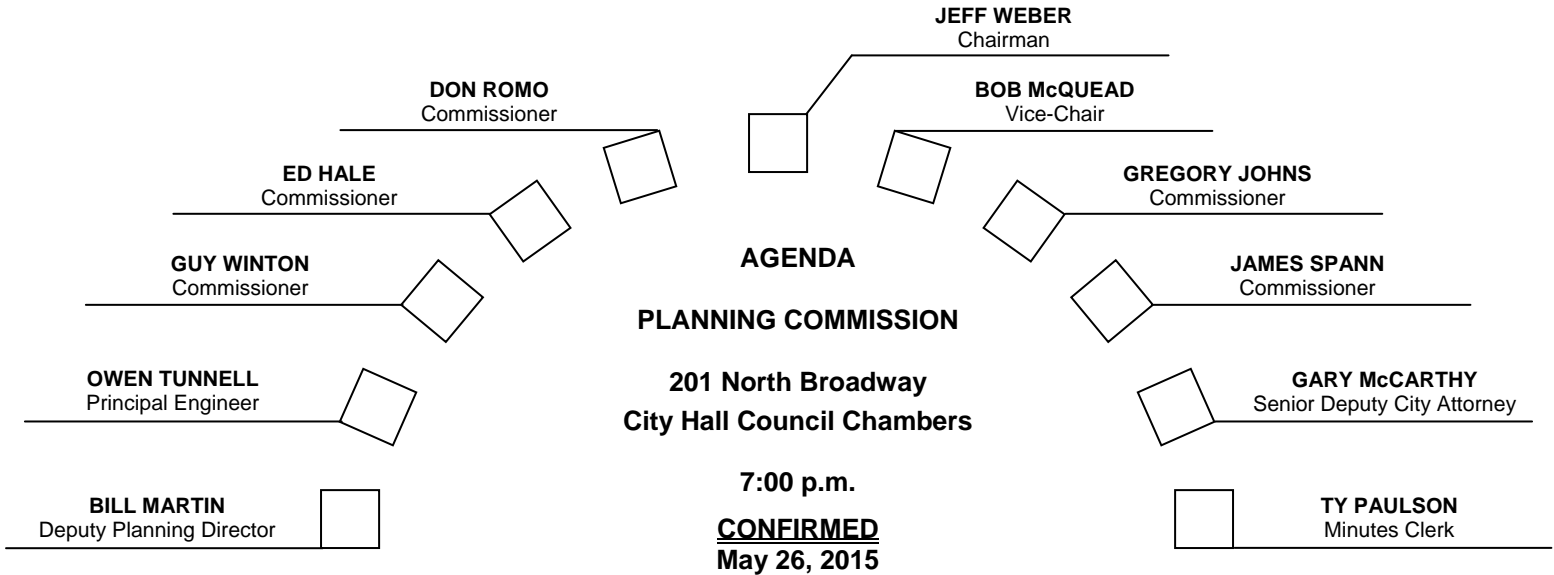 JEFF WEBER
Chairman
DON ROMO
Commissioner
BOB McQUEAD
Vice-Chair
ED HALE
Commissioner
GREGORY JOHNS
Commissioner
GUY WINTON
Commissioner
JAMES SPANN
Commissioner
OWEN TUNNELL
Principal Engineer
GARY McCARTHY
Senior Deputy City Attorney
BILL MARTIN
Deputy Planning Director
TY PAULSON
Minutes Clerk
AGENDA
PLANNING COMMISSION
201 North Broadway
City Hall Council Chambers
7:00 p.m.
CONFIRMED
May 26, 2015